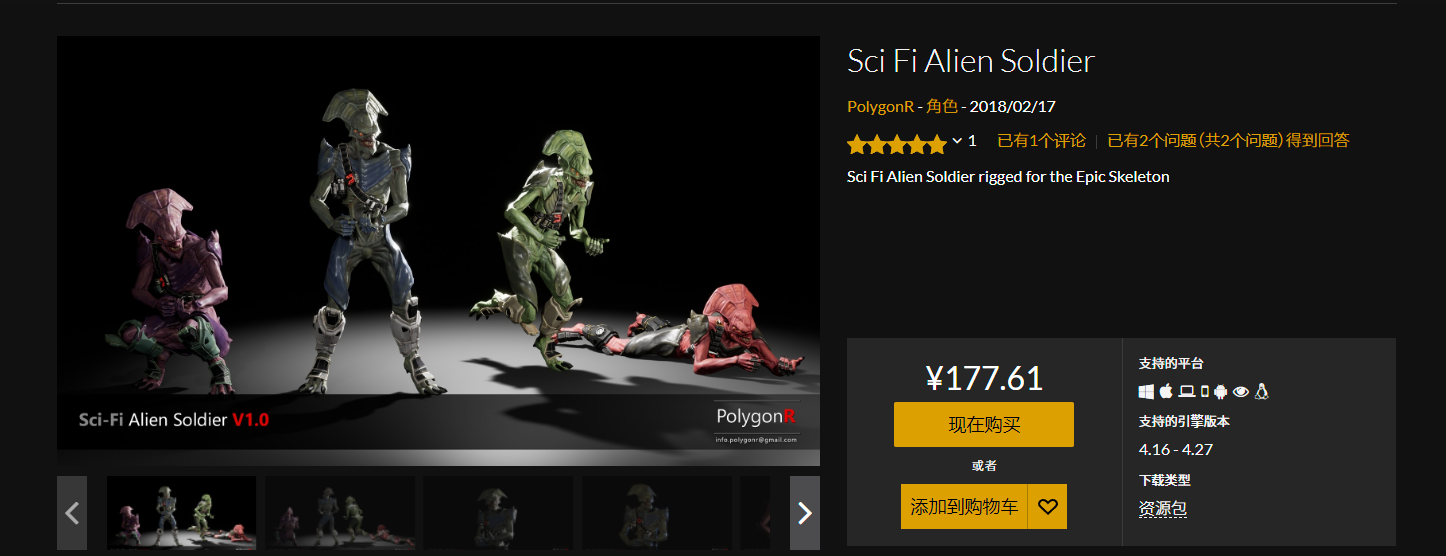 Sci Fi Alien Soldier
PolygonR - 角色 - 2018/02/17
1 已有1个评论 | 已有2个问题（共2个问题）得到回答
Sci Fi Alien Soldier rigged for the Epic Skeleton
Sci-Fi Alien Soldier V1.0
PolygonR
info.polygonr@gmail.com
¥177.61
现在购买
或者
添加到购物车
支持的平台
支持的引擎版本
4.16 - 4.27
下载类型
资源包